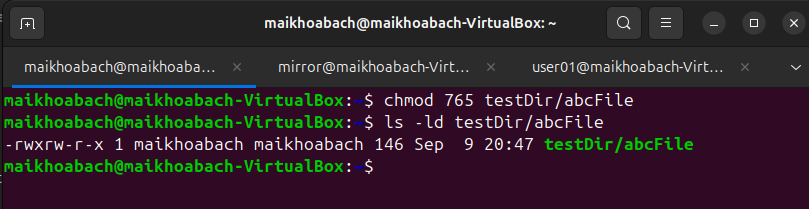 maikhoabach@maikhoabach-VirtualBox: ~
maikhoabach@maikhoaba... mirror@maikhoabach-Virt... user01@maikhoabach-Virt...
maikhoabach@maikhoabach-VirtualBox:~$ chmod 765 testDir/abcFile
maikhoabach@maikhoabach-VirtualBox:~$ ls -ld testDir/abcFile
-rwxrw-r-x 1 maikhoabach maikhoabach 146 Sep  9 20:47 testDir/abcFile
maikhoabach@maikhoabach-VirtualBox:~$